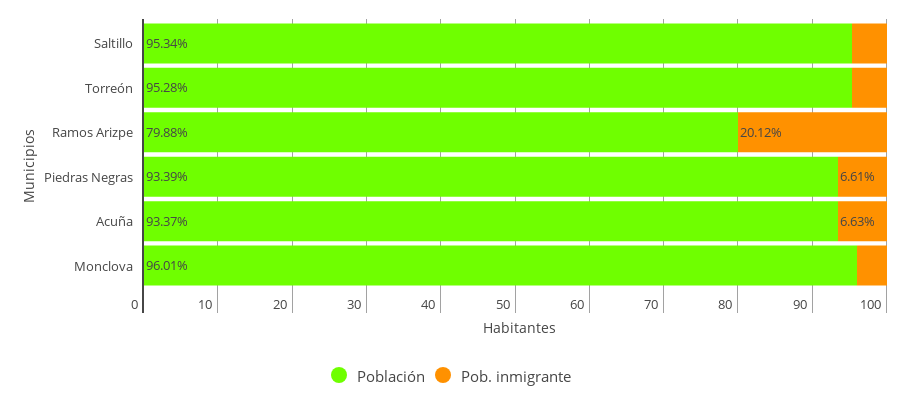 Saltillo 95.34%
Torreón 95.28%
Ramos Arizpe 79.88% 20.12%
Piedras Negras 93.39% 6.61%
Acuña 93.37% 6.63%
Monclova 96.01%
Municipios
0 10 20 30 40 50 60 70 80 90 100
Habitantes
Población Pob. inmigrante